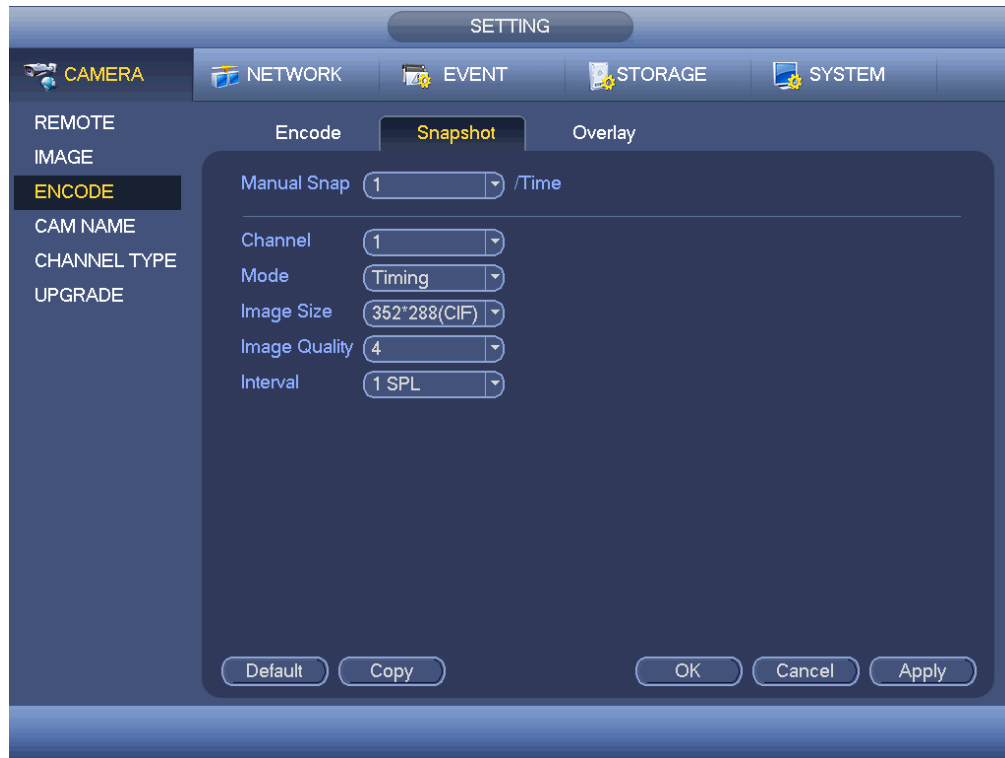 SETTING
CAMERA NETWORK EVENT STORAGE SYSTEM
REMOTE
IMAGE
ENCODE
CAM NAME
CHANNEL TYPE
UPGRADE
Encode Snapshot Overlay
Manual Snap 1 /Time
Channel 1
Mode Timing
Image Size 352*288(CIF)
Image Quality 4
Interval 1 SPL
Default Copy OK Cancel Apply